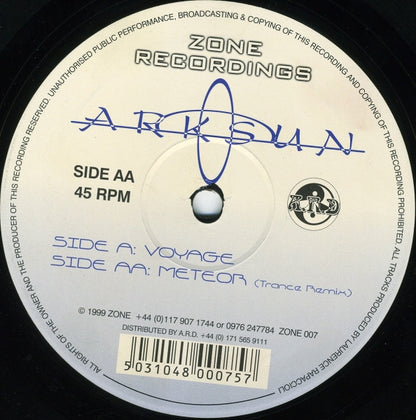 ALL RIGHTS OF THE OWNER AND THE PRODUCER OF THIS RECORDING RESERVED. UNAUTHORISED PUBLIC PERFORMANCE, BROADCASTING & COPYING OF THIS RECORDING AND COPYING OF THIS RECORDING PROHIBITED. ALL TRACKS PRODUCED BY LAURENCE RAPACCIOLI
ZONE
RECORDINGS
ARKSUN
SIDE AA
45 RPM
SIDE A: VOYAGE
SIDE AA: METEOR (Trance Remix)
© 1999 ZONE +44 (0)117 907 1744 or 0976 247784 ZONE 007
DISTRIBUTED BY A.R.D. +44 (0) 171 565 9111
5 031048 000757